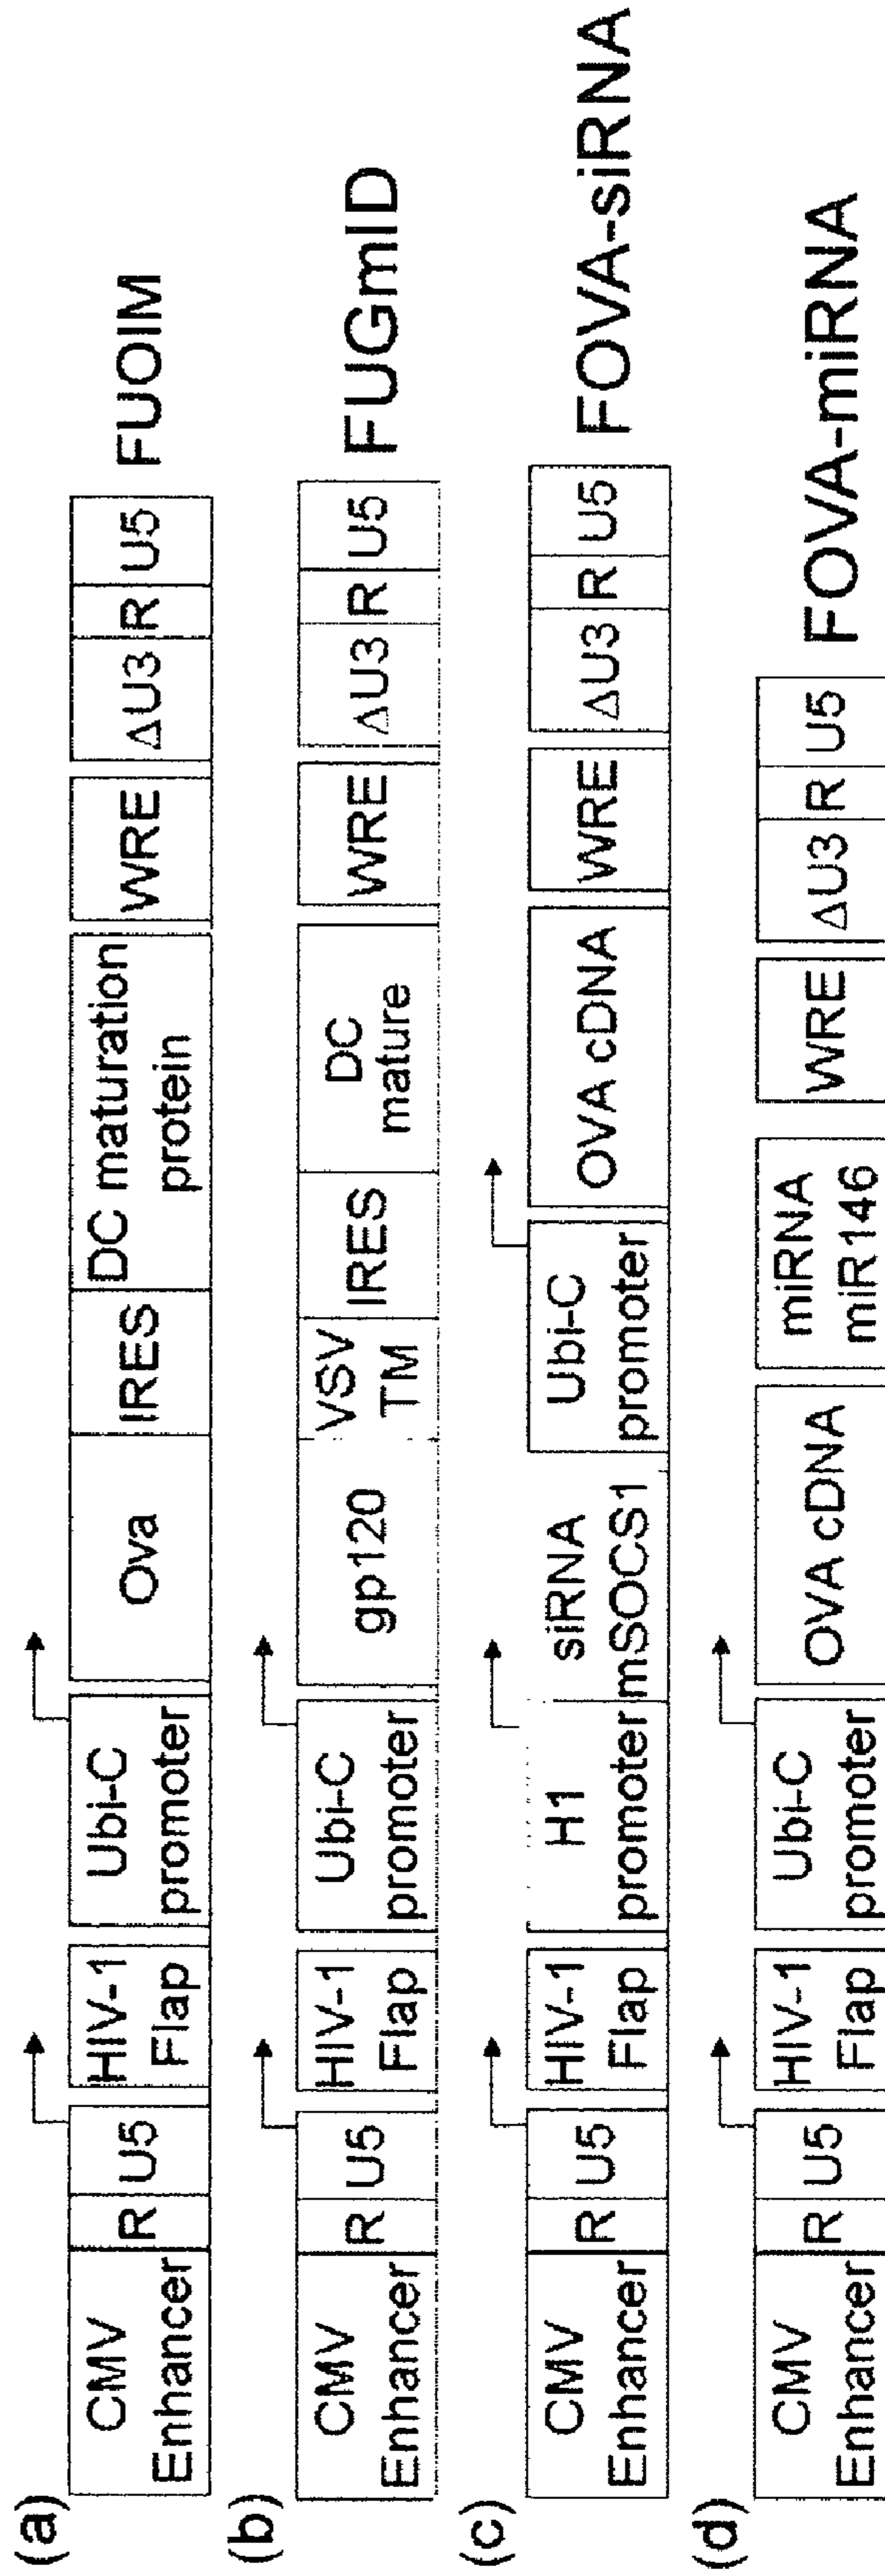 (a)
CMV Enhancer
R
U5
HIV-1 Flap
Ubi-C promoter
Ova
IRES
DC maturation protein
WRE
ΔU3
R
U5
FUOIM
(b)
CMV Enhancer
R
U5
HIV-1 Flap
Ubi-C promoter
gp120
VSV TM
IRES
DC mature
WRE
ΔU3
R
U5
FUGmID
(c)
CMV Enhancer
R
U5
HIV-1 Flap
H1 promoter
siRNA mSOCS1
Ubi-C promoter
OVA cDNA
WRE
ΔU3
R
U5
FOVA-siRNA
(d)
CMV Enhancer
R
U5
HIV-1 Flap
Ubi-C promoter
OVA cDNA
miRNA miR146
WRE
ΔU3
R
U5
FOVA-miRNA